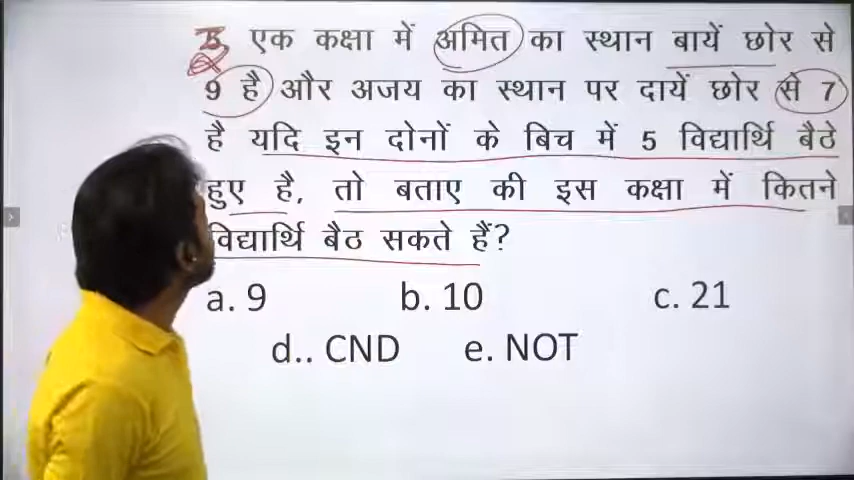 एक कक्षा में अमित का स्थान बायें छोर से
9 है और अजय का स्थान पर दायें छोर से 7
है यदि इन दोनों के बिच में 5 विद्यार्थि बैठे
हुए है, तो बताए की इस कक्षा में कितने
विद्यार्थि बैठ सकते हैं?
a. 9 b. 10 c. 21
d.. CND e. NOT